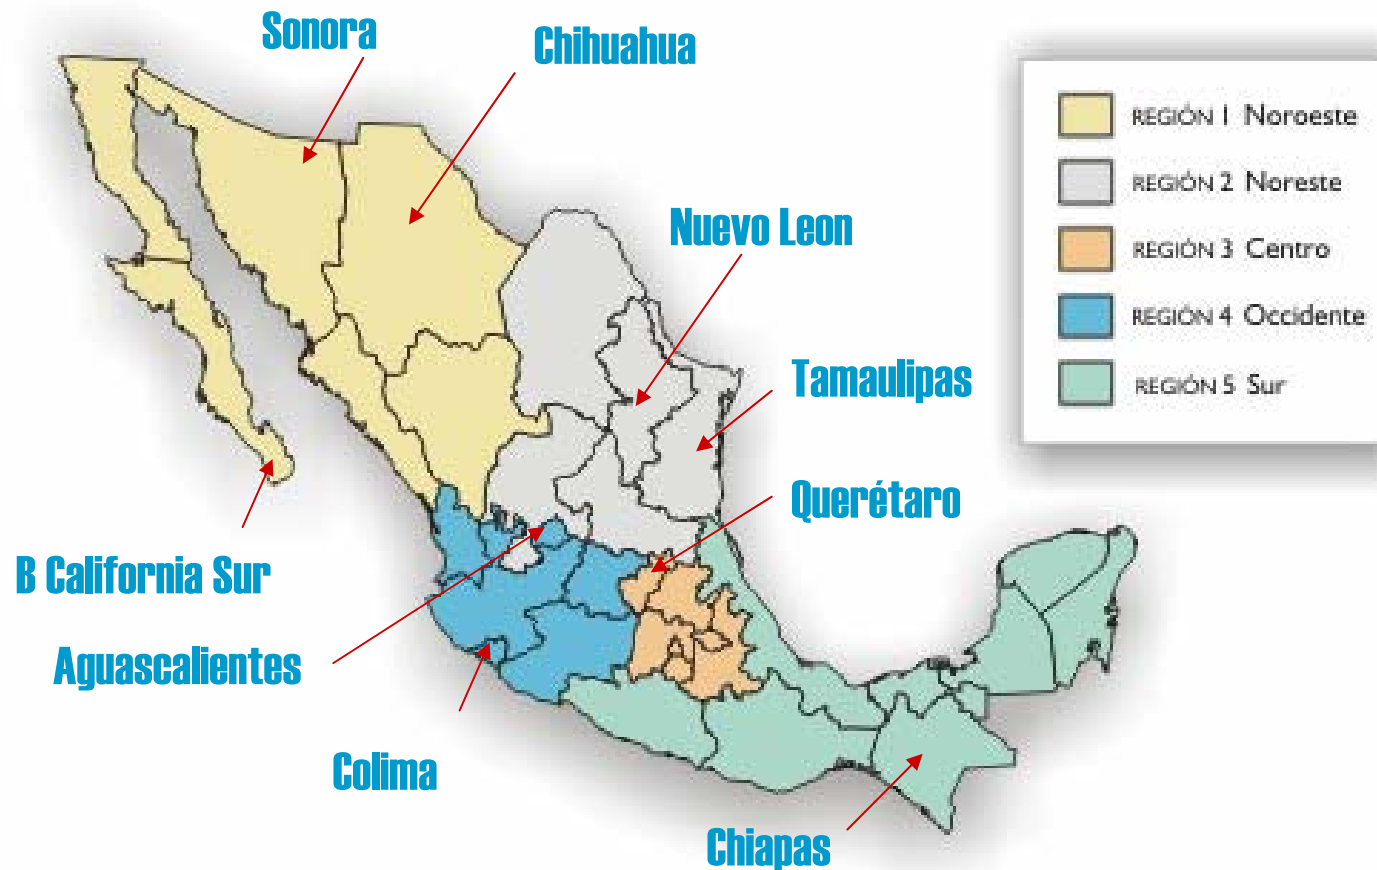 Sonora
Chihuahua
REGIÓN 1 Noroeste
REGIÓN 2 Noreste
Nuevo Leon
REGIÓN 3 Centro
REGIÓN 4 Occidente
Tamaulipas
REGIÓN 5 Sur
Querétaro
B California Sur
Aguascalientes
Colima
Chiapas